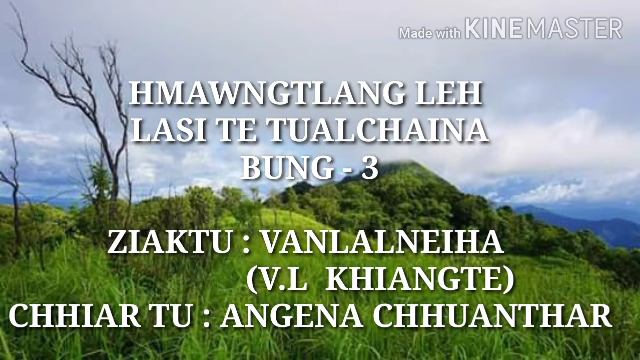 Made with KINEMASTER
HMAWNGTLANG LEH
LASI TE TUALCHAINA
BUNG - 3
ZIAKTU : VANLALNEIHA
(V.L KHIANGTE)
CHHIAR TU : ANGENA CHHUANTHAR